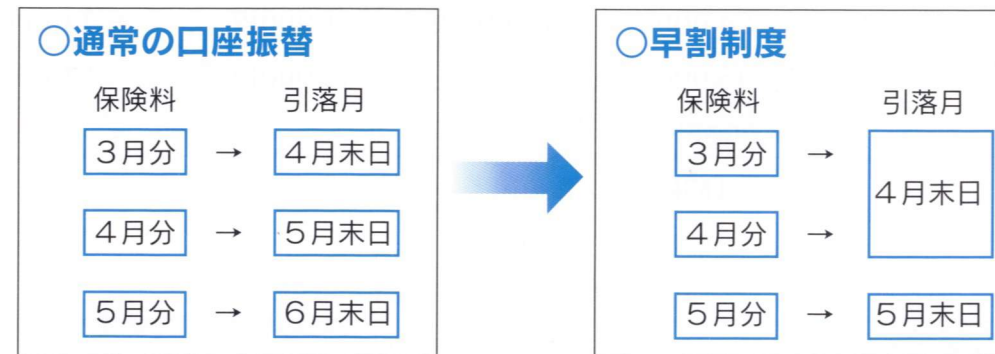 ○通常の口座振替
保険料 引落月
3月分 → 4月末日
4月分 → 5月末日
5月分 → 6月末日
○早割制度
保険料 引落月
3月分 →
4月末日
4月分 →
5月分 → 5月末日